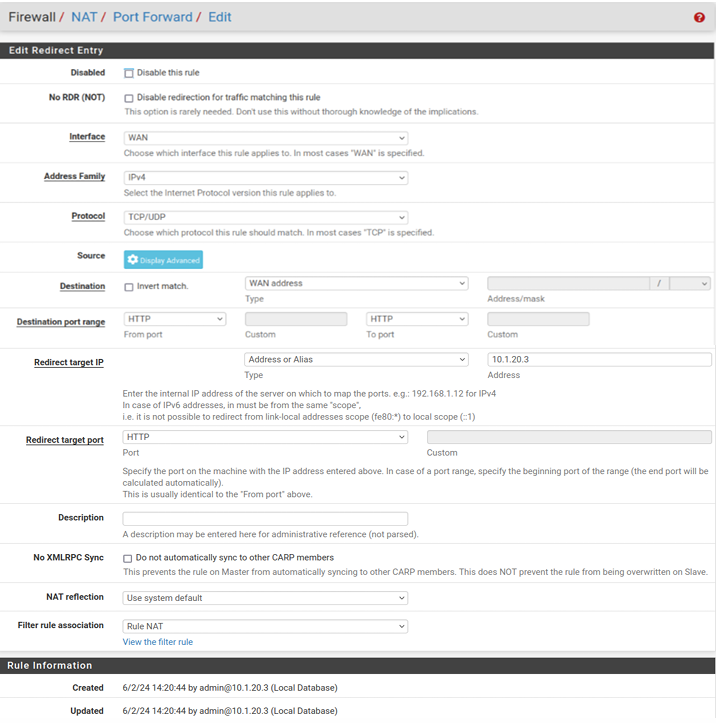 Firewall / NAT / Port Forward / Edit
Edit Redirect Entry
Disabled Disable this rule
No RDR (NOT) Disable redirection for traffic matching this rule
This option is rarely needed. Don't use this without thorough knowledge of the implications.
Interface WAN
Choose which interface this rule applies to. In most cases "WAN" is specified.
Address Family IPv4
Select the Internet Protocol version this rule applies to.
Protocol TCP/UDP
Choose which protocol this rule should match. In most cases "TCP" is specified.
Source Display Advanced
Destination Invert match. WAN address /
Type Address/mask
Destination port range HTTP HTTP
From port Custom To port Custom
Redirect target IP Address or Alias 10.1.20.3
Type Address
Enter the internal IP address of the server on which to map the ports. e.g.: 192.168.1.12 for IPv4
In case of IPv6 addresses, in must be from the same "scope",
i.e. it is not possible to redirect from link-local addresses scope (fe80:*) to local scope (::1)
Redirect target port HTTP
Port Custom
Specify the port on the machine with the IP address entered above. In case of a port range, specify the beginning port of the range (the end port will be
calculated automatically).
This is usually identical to the "From port" above.
Description
A description may be entered here for administrative reference (not parsed).
No XMLRPC Sync Do not automatically sync to other CARP members
This prevents the rule on Master from automatically syncing to other CARP members. This does NOT prevent the rule from being overwritten on Slave.
NAT reflection Use system default
Filter rule association Rule NAT
View the filter rule
Rule Information
Created 6/2/24 14:20:44 by admin@10.1.20.3 (Local Database)
Updated 6/2/24 14:20:44 by admin@10.1.20.3 (Local Database)